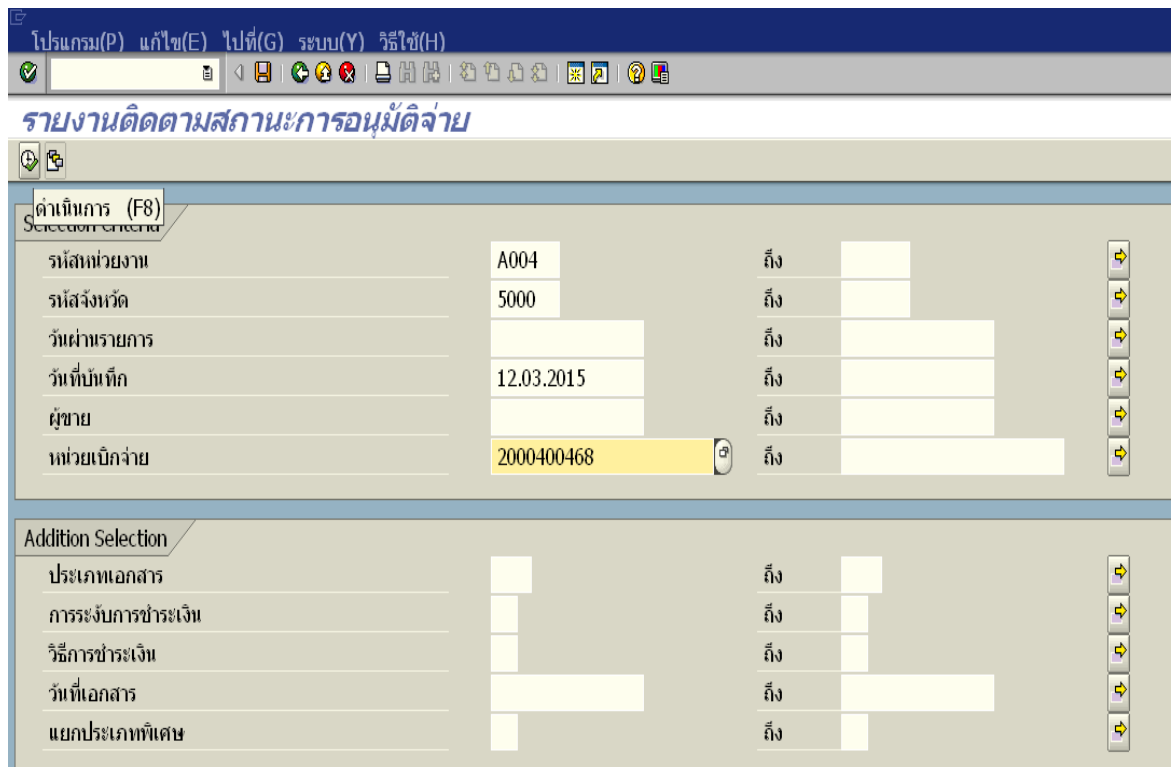 โปรแกรม(P) แก้ไข(E) ไปที่(G) ระบบ(Y) วิธีใช้(H)
รายงานติดตามสถานะการอนุมัติจ่าย
ดำเนินการ (F8)
Selection Criteria
รหัสหน่วยงาน A004 ถึง
รหัสจังหวัด 5000 ถึง
วันผ่านรายการ ถึง
วันที่บันทึก 12.03.2015 ถึง
ผู้ขาย ถึง
หน่วยเบิกจ่าย 2000400468 ถึง
Addition Selection
ประเภทเอกสาร ถึง
การระงับการชำระเงิน ถึง
วิธีการชำระเงิน ถึง
วันที่เอกสาร ถึง
แยกประเภทพิเศษ ถึง